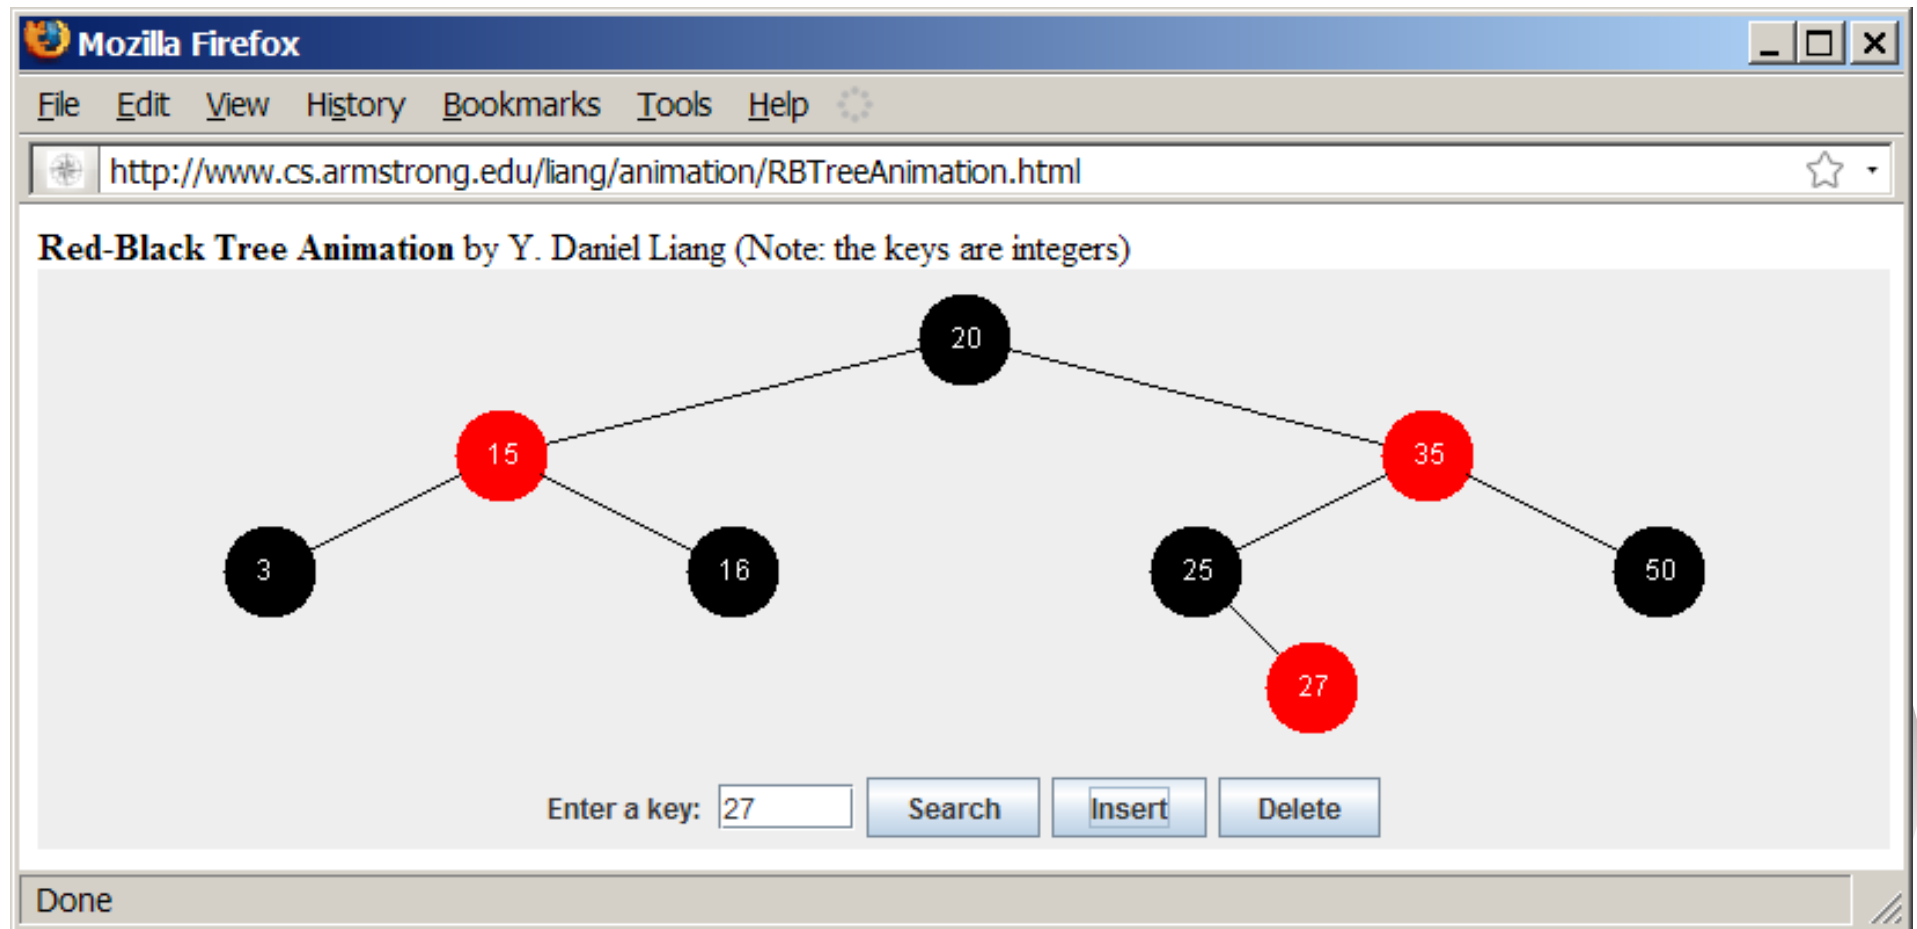 Mozilla Firefox
File Edit View History Bookmarks Tools Help
http://www.cs.armstrong.edu/liang/animation/RBTreeAnimation.html
Red-Black Tree Animation by Y. Daniel Liang (Note: the keys are integers)
20
15 35
3 16 25 50
27
Enter a key: 27 Search Insert Delete
Done